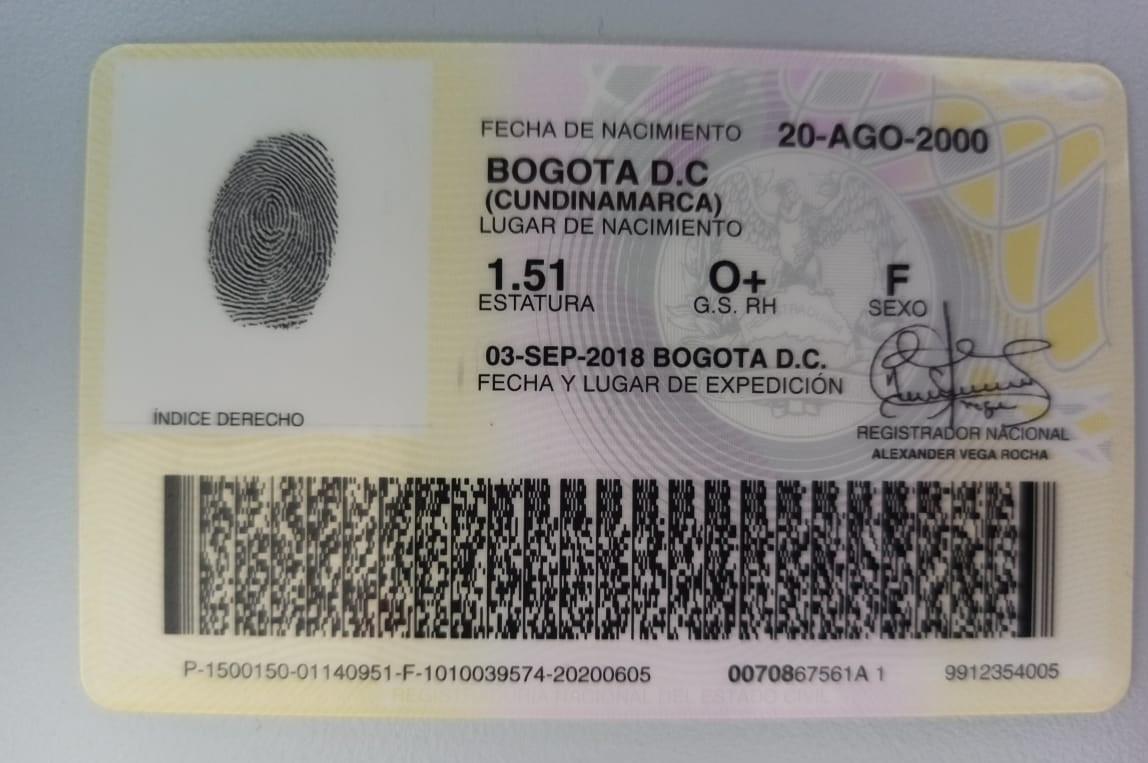 FECHA DE NACIMIENTO 20-AGO-2000
BOGOTA D.C
(CUNDINAMARCA)
LUGAR DE NACIMIENTO
1.51 O+ F
ESTATURA G.S. RH SEXO
03-SEP-2018 BOGOTA D.C.
FECHA Y LUGAR DE EXPEDICIÓN
ÍNDICE DERECHO
REGISTRADOR NACIONAL
ALEXANDER VEGA ROCHA
P-1500150-01140951-F-1010039574-20200605 0070867561A 1 9912354005
REGISTRADURIA NACIONAL DEL ESTADO CIVIL